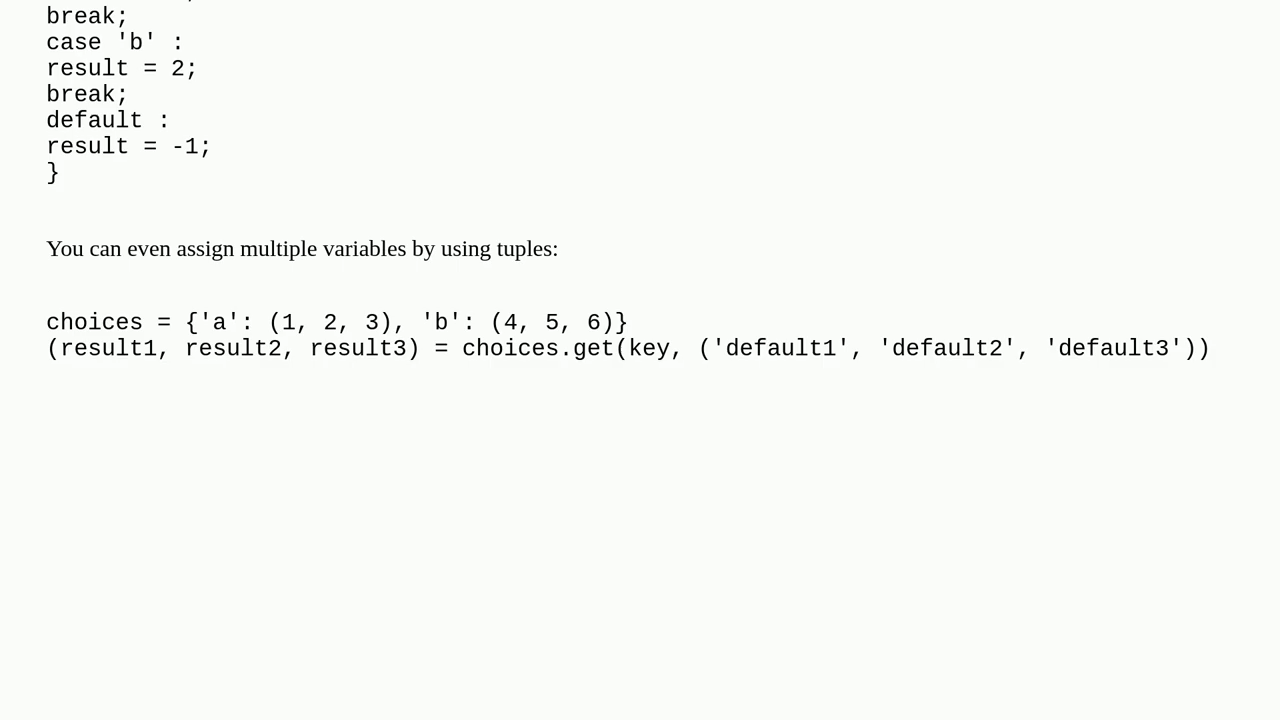 break;
case 'b' :
result = 2;
break;
default :
result = -1;
}
You can even assign multiple variables by using tuples:
choices = {'a': (1, 2, 3), 'b': (4, 5, 6)}
(result1, result2, result3) = choices.get(key, ('default1', 'default2', 'default3'))